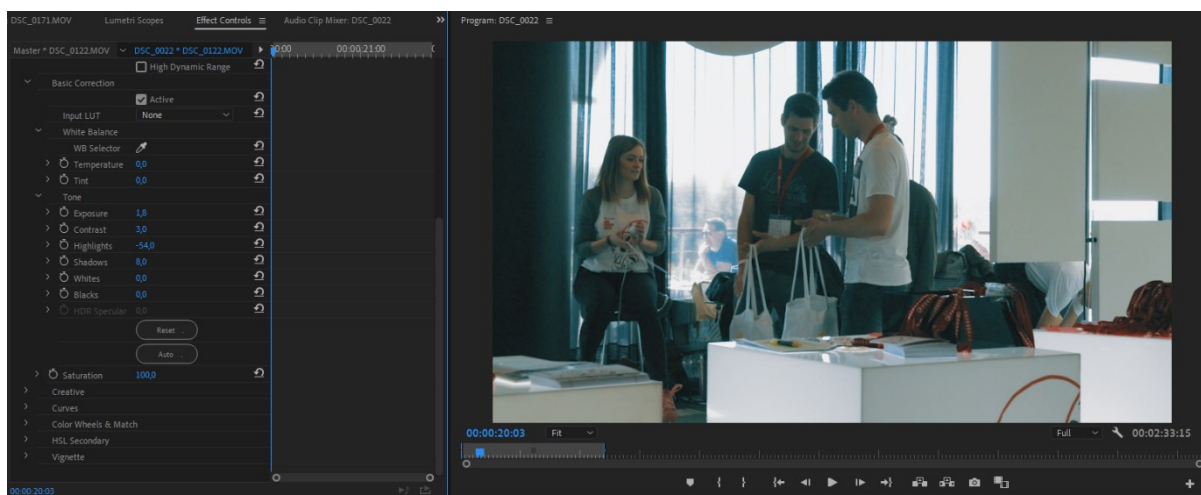 DSC_0171.MOV Lumetri Scopes Effect Controls Audio Clip Mixer: DSC_0022
Program: DSC_0022
Master * DSC_0122.MOV DSC_0022 * DSC_0122.MOV
:00:00 00:00:21:00
High Dynamic Range
Basic Correction
Active
Input LUT None
White Balance
WB Selector
Temperature 0,0
Tint 0,0
Tone
Exposure 1,8
Contrast 3,0
Highlights -54,0
Shadows 8,0
Whites 0,0
Blacks 0,0
HDR Specular 0,0
Reset
Auto
Saturation 100,0
Creative
Curves
Color Wheels & Match
HSL Secondary
Vignette
00:00:20:03
00:00:20:03 Fit Full 00:02:33:15